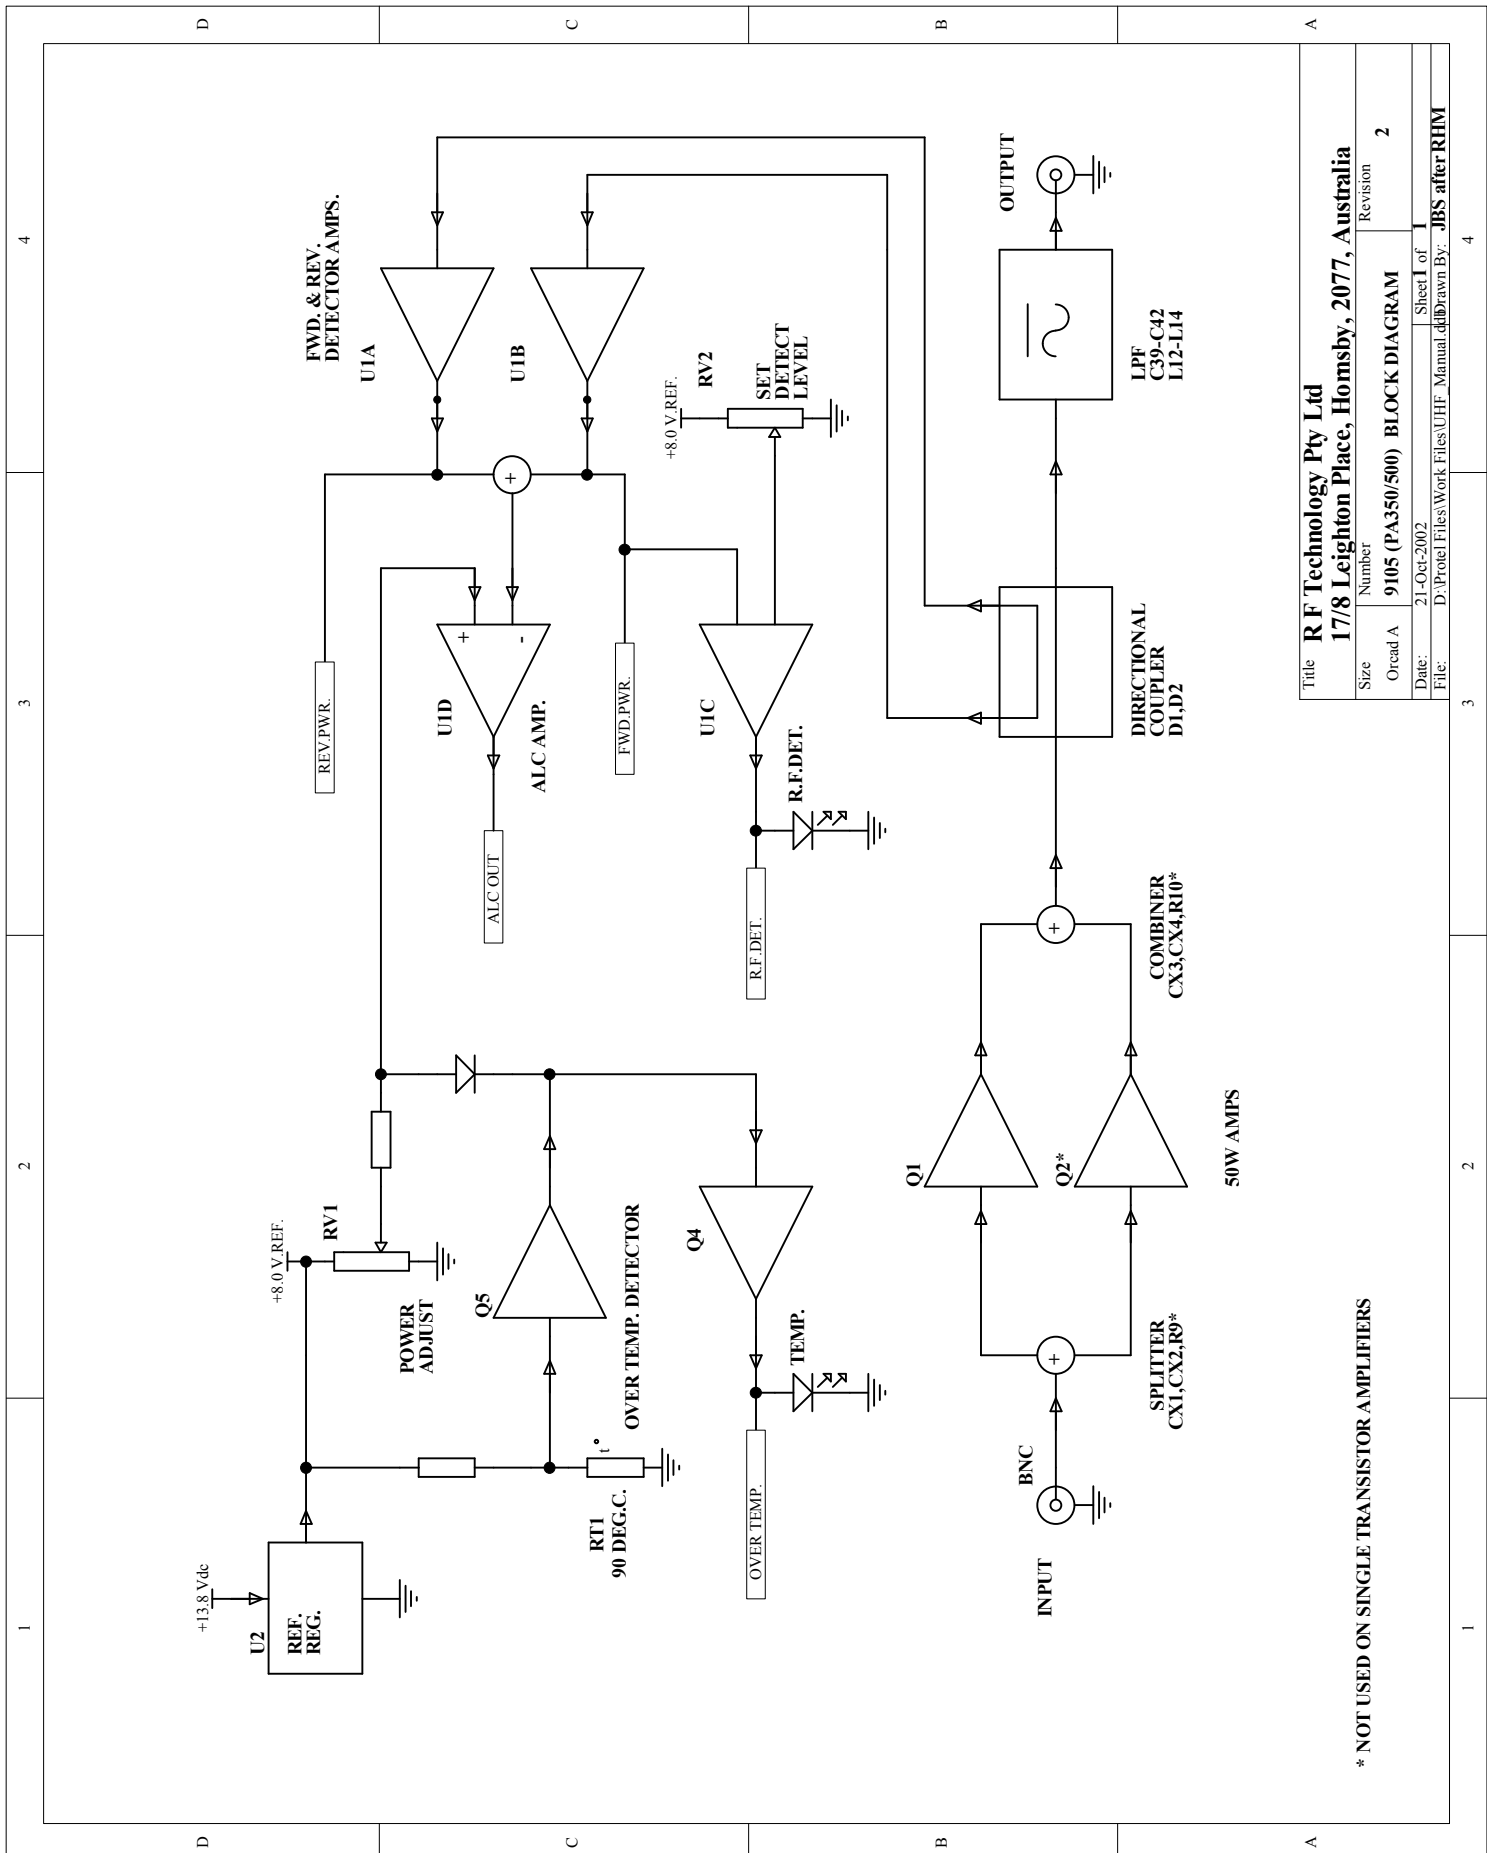 1
2
3
4
D
C
B
A
+13.8 Vdc
U2
REF.
REG.
+8.0 V.REF.
RV1
POWER
ADJUST
RT1
90 DEG.C.
t°
Q5
OVER TEMP. DETECTOR
Q4
TEMP.
OVER TEMP.
REV.PWR.
U1D
+
-
ALC AMP.
ALC OUT
FWD.PWR.
U1C
R.F.DET.
R.F.DET.
FWD. & REV.
DETECTOR AMPS.
U1A
U1B
+
+8.0 V.REF.
RV2
SET
DETECT
LEVEL
INPUT
BNC
+
SPLITTER
CX1,CX2,R9*
Q1
Q2*
50W AMPS
+
COMBINER
CX3,CX4,R10*
DIRECTIONAL
COUPLER
D1,D2
LPF
C39-C42
L12-L14
OUTPUT
* NOT USED ON SINGLE TRANSISTOR AMPLIFIERS
Title
R F Technology Pty Ltd
17/8 Leighton Place, Hornsby, 2077, Australia
Size
Number
Revision
Orcad A
9105 (PA350/500) BLOCK DIAGRAM
2
Date:
21-Oct-2002
Sheet 1 of 1
File:
D:\Protel Files\Work Files\UHF_Manual.ddb
Drawn By: JBS after RHM
1
2
3
4
D
C
B
A